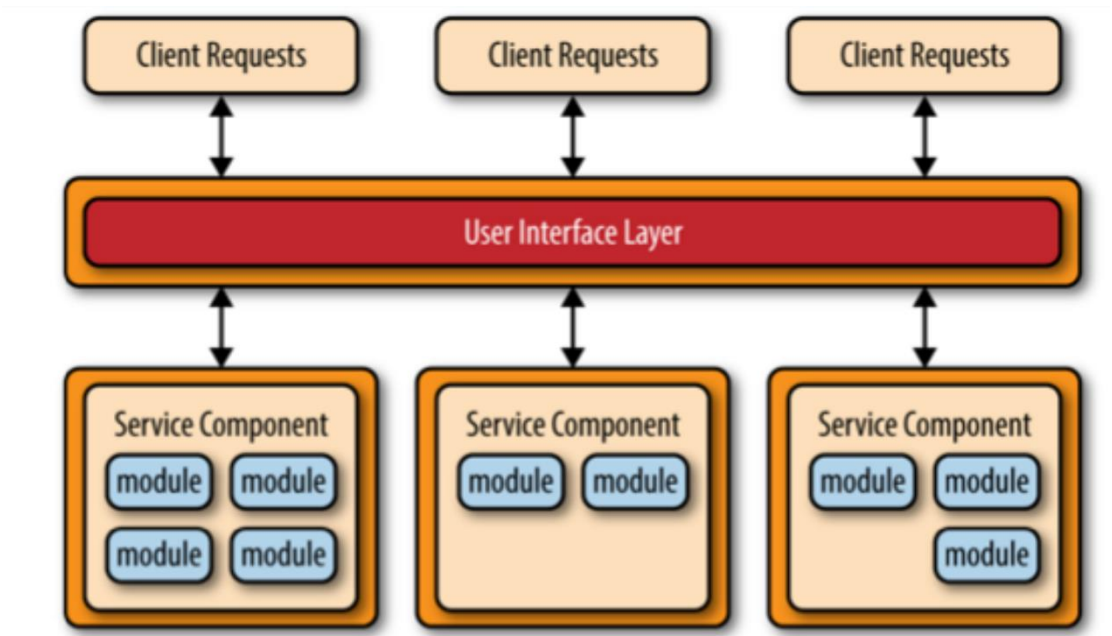 Client Requests
Client Requests
Client Requests
User Interface Layer
Service Component
module
module
module
module
Service Component
module
module
Service Component
module
module
module